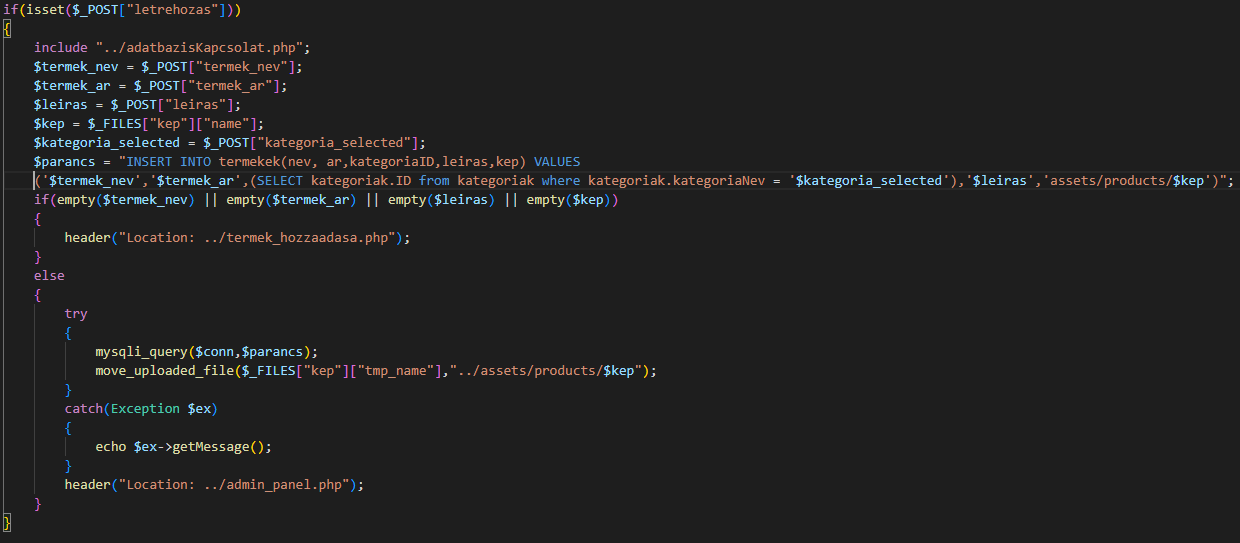 if(isset($_POST["letrehozas"]))
{
    include "../adatbazisKapcsolat.php";
    $termek_nev = $_POST["termek_nev"];
    $termek_ar = $_POST["termek_ar"];
    $leiras = $_POST["leiras"];
    $kep = $_FILES["kep"]["name"];
    $kategoria_selected = $_POST["kategoria_selected"];
    $parancs = "INSERT INTO termekek(nev, ar,kategoriaID,leiras,kep) VALUES
    ('$termek_nev','$termek_ar',(SELECT kategoriak.ID from kategoriak where kategoriak.kategoriaNev = '$kategoria_selected'),'$leiras','assets/products/$kep')";
    if(empty($termek_nev) || empty($termek_ar) || empty($leiras) || empty($kep))
    {
        header("Location: ../termek_hozzaadasa.php");
    }
    else
    {
        try
        {
            mysqli_query($conn,$parancs);
            move_uploaded_file($_FILES["kep"]["tmp_name"],"../assets/products/$kep");
        }
        catch(Exception $ex)
        {
            echo $ex->getMessage();
        }
        header("Location: ../admin_panel.php");
    }
}